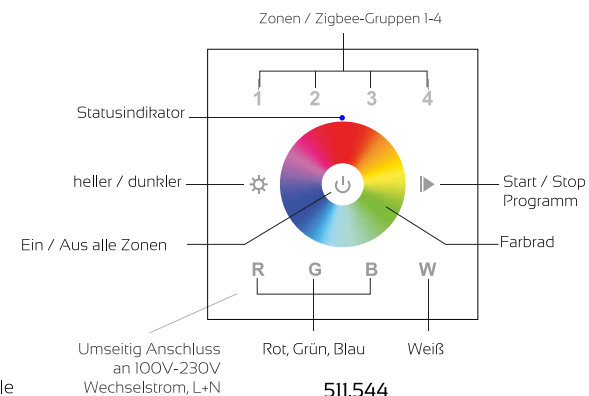 Zonen / Zigbee-Gruppen 1-4
1 2 3 4
Statusindikator
heller / dunkler
Start / Stop
Programm
Ein / Aus alle Zonen
Farbrad
R G B W
Umseitig Anschluss
an 100V-230V
Wechselstrom, L+N
Rot, Grün, Blau
Weiß
le
511.544